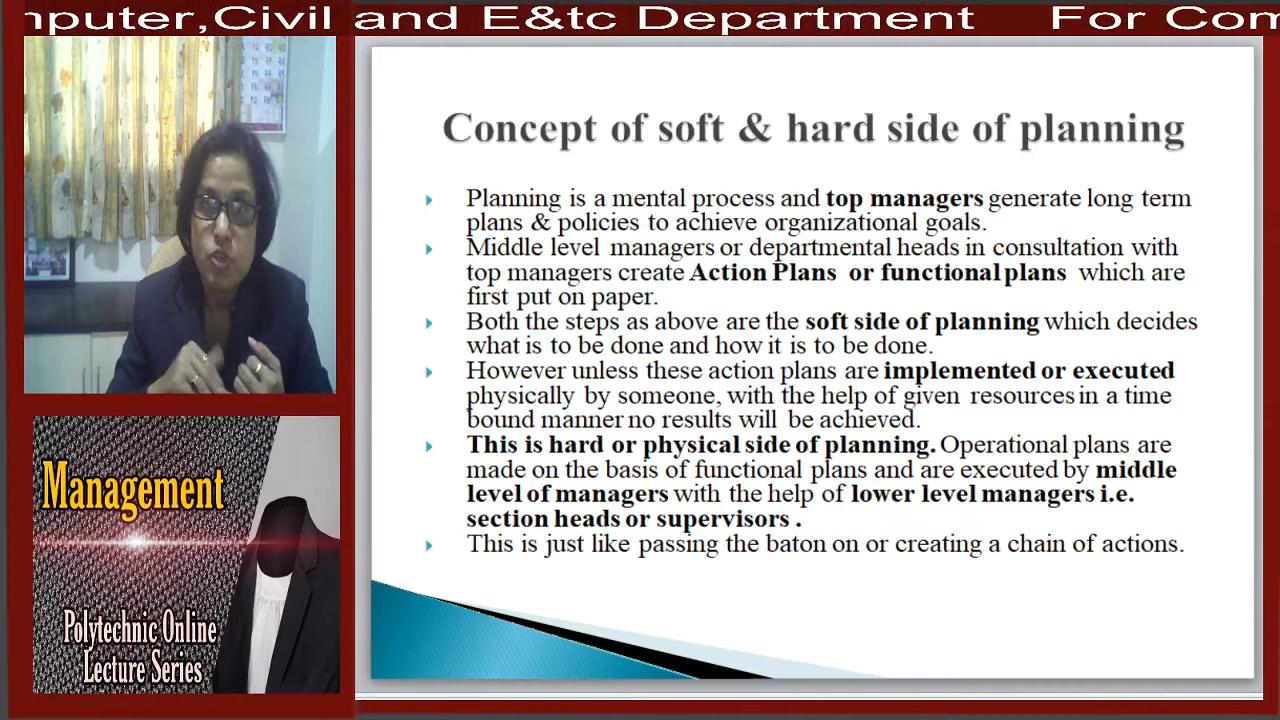 mputer,Civil and E&tc Department For Com
Concept of soft & hard side of planning
Planning is a mental process and top managers generate long term
plans & policies to achieve organizational goals.
Middle level managers or departmental heads in consultation with
top managers create Action Plans or functional plans which are
first put on paper.
Both the steps as above are the soft side of planning which decides
what is to be done and how it is to be done.
However unless these action plans are implemented or executed
physically by someone, with the help of given resources in a time
bound manner no results will be achieved.
This is hard or physical side of planning. Operational plans are
made on the basis of functional plans and are executed by middle
level of managers with the help of lower level managers i.e.
section heads or supervisors .
This is just like passing the baton on or creating a chain of actions.
Management
Polytechnic Online
Lecture Series